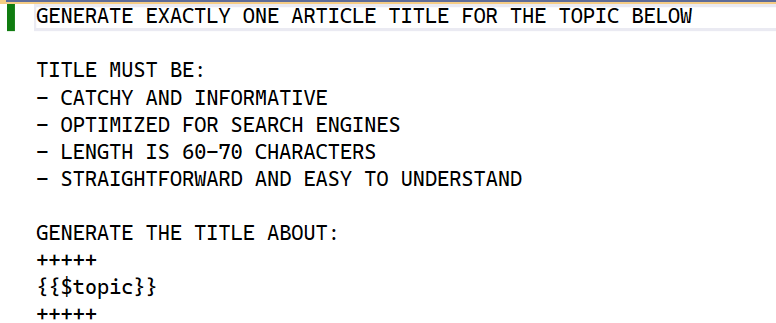 GENERATE EXACTLY ONE ARTICLE TITLE FOR THE TOPIC BELOW
TITLE MUST BE:
- CATCHY AND INFORMATIVE
- OPTIMIZED FOR SEARCH ENGINES
- LENGTH IS 60-70 CHARACTERS
- STRAIGHTFORWARD AND EASY TO UNDERSTAND
GENERATE THE TITLE ABOUT:
+++++
{{$topic}}
+++++